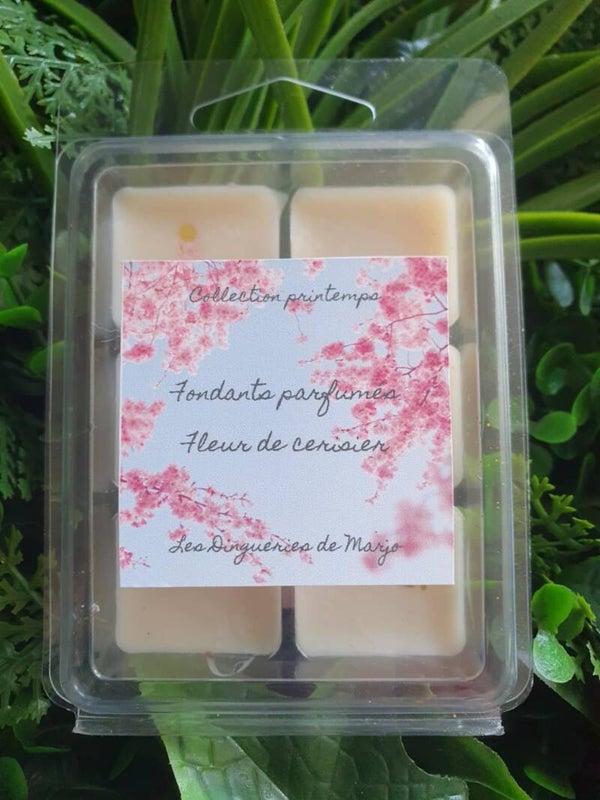 Collection printemps
Fondants parfumés
Fleur de cerisier
Les Dingueries de Marjo